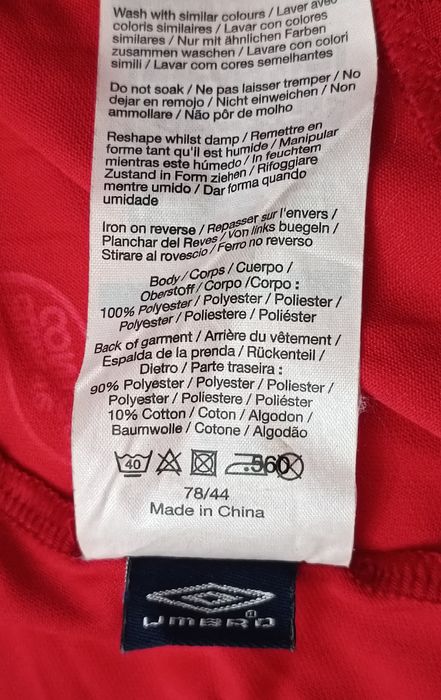 Wash with similar colours / Laver avec
coloris similaires / Lavar con colores
similares / Nur mit ähnlichen Farben
zusammen waschen / Lavare con colori
simili / Lavar com cores semelhantes
Do not soak / Ne pas laisser tremper / No
dejar en remojo / Nicht einweichen / Non
ammollare / Não pôr de molho
Reshape whilst damp / Remettre en
forme tant qu'il est humide / Manipular
mientras este húmedo / In feuchtem
Zustand in Form ziehen / Rifoggiare
mentre umido / Dar forma quando
umidade
Iron on reverse / Repasser sur l'envers /
Planchar del Reves / Von links buegeln /
Stirare al rovescio / Ferro no reverso
Body / Corps / Cuerpo /
Oberstoff / Corpo /Corpo :
100% Polyester / Polyester / Poliester /
Polyester / Poliestere / Poliéster
Back of garment / Arrière du vêtement /
Espalda de la prenda / Rückenteil /
Dietro / Parte traseira :
90% Polyester / Polyester / Poliester /
Polyester / Poliestere / Poliéster
10% Cotton / Coton / Algodon /
Baumwolle / Cotone / Algodão
40 560
78/44
Made in China
UMBRO